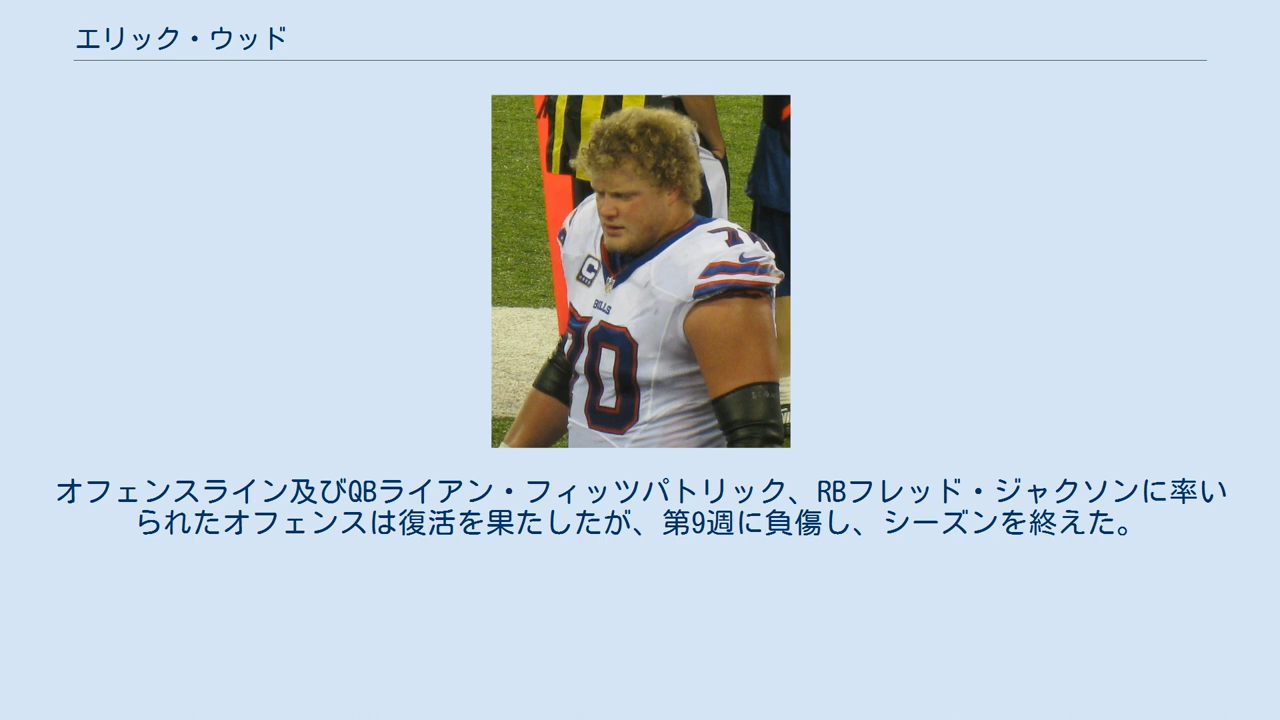 エリック・ウッド
C
BILLS
70
オフェンスライン及びQBライアン・フィッツパトリック、RBフレッド・ジャクソンに率い
られたオフェンスは復活を果たしたが、第9週に負傷し、シーズンを終えた。